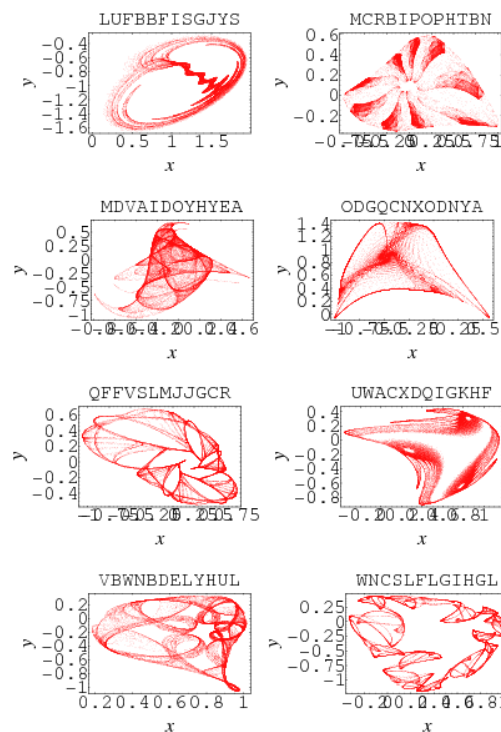 LUFBBFISGJYS MCRBIPOPHTBN
-0.4
-0.6
-0.8
-1
-1.2
-1.4
-1.6
y
0 0.5 1 1.5 2
x
0.6
0.4
0.2
0
-0.2
y
x
MDVAIDOYHYEA ODGQCNXODNYA
0.5
0.25
0
-0.25
-0.5
-0.75
-1
y
x
1.4
1.2
1
0.8
0.6
0.4
0.2
0
y
x
QFFVSLMJJGCR UWACXDQIGKHF
0.6
0.4
0.2
0
-0.2
-0.4
y
x
0.4
0.2
0
-0.2
-0.4
-0.6
-0.8
y
x
VBWNBDELYHUL WNCSLFLGIHGL
0.2
0
-0.2
-0.4
-0.6
-0.8
-1
y
0 0.2 0.4 0.6 0.8 1
x
0.5
0.25
0
-0.25
-0.5
-0.75
-1
y
x